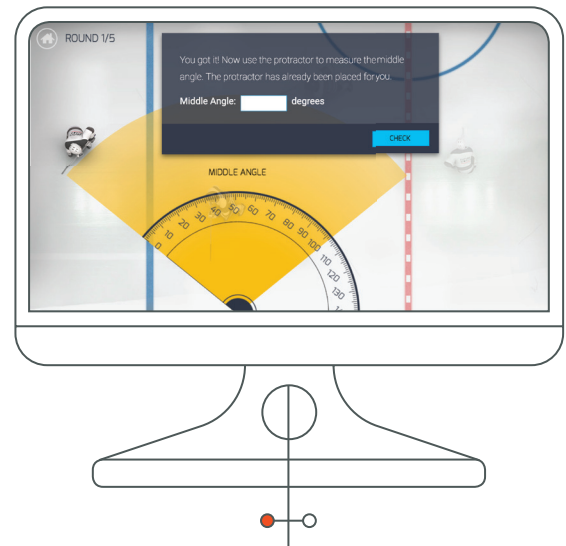 ROUND 1/5
You got it! Now use the protractor to measure themiddle
angle. The protractor has already been placed for you.
Middle Angle: degrees
CHECK
MIDDLE ANGLE
0 10 20 30 40 50 60 70 80 90 100 110 120 130